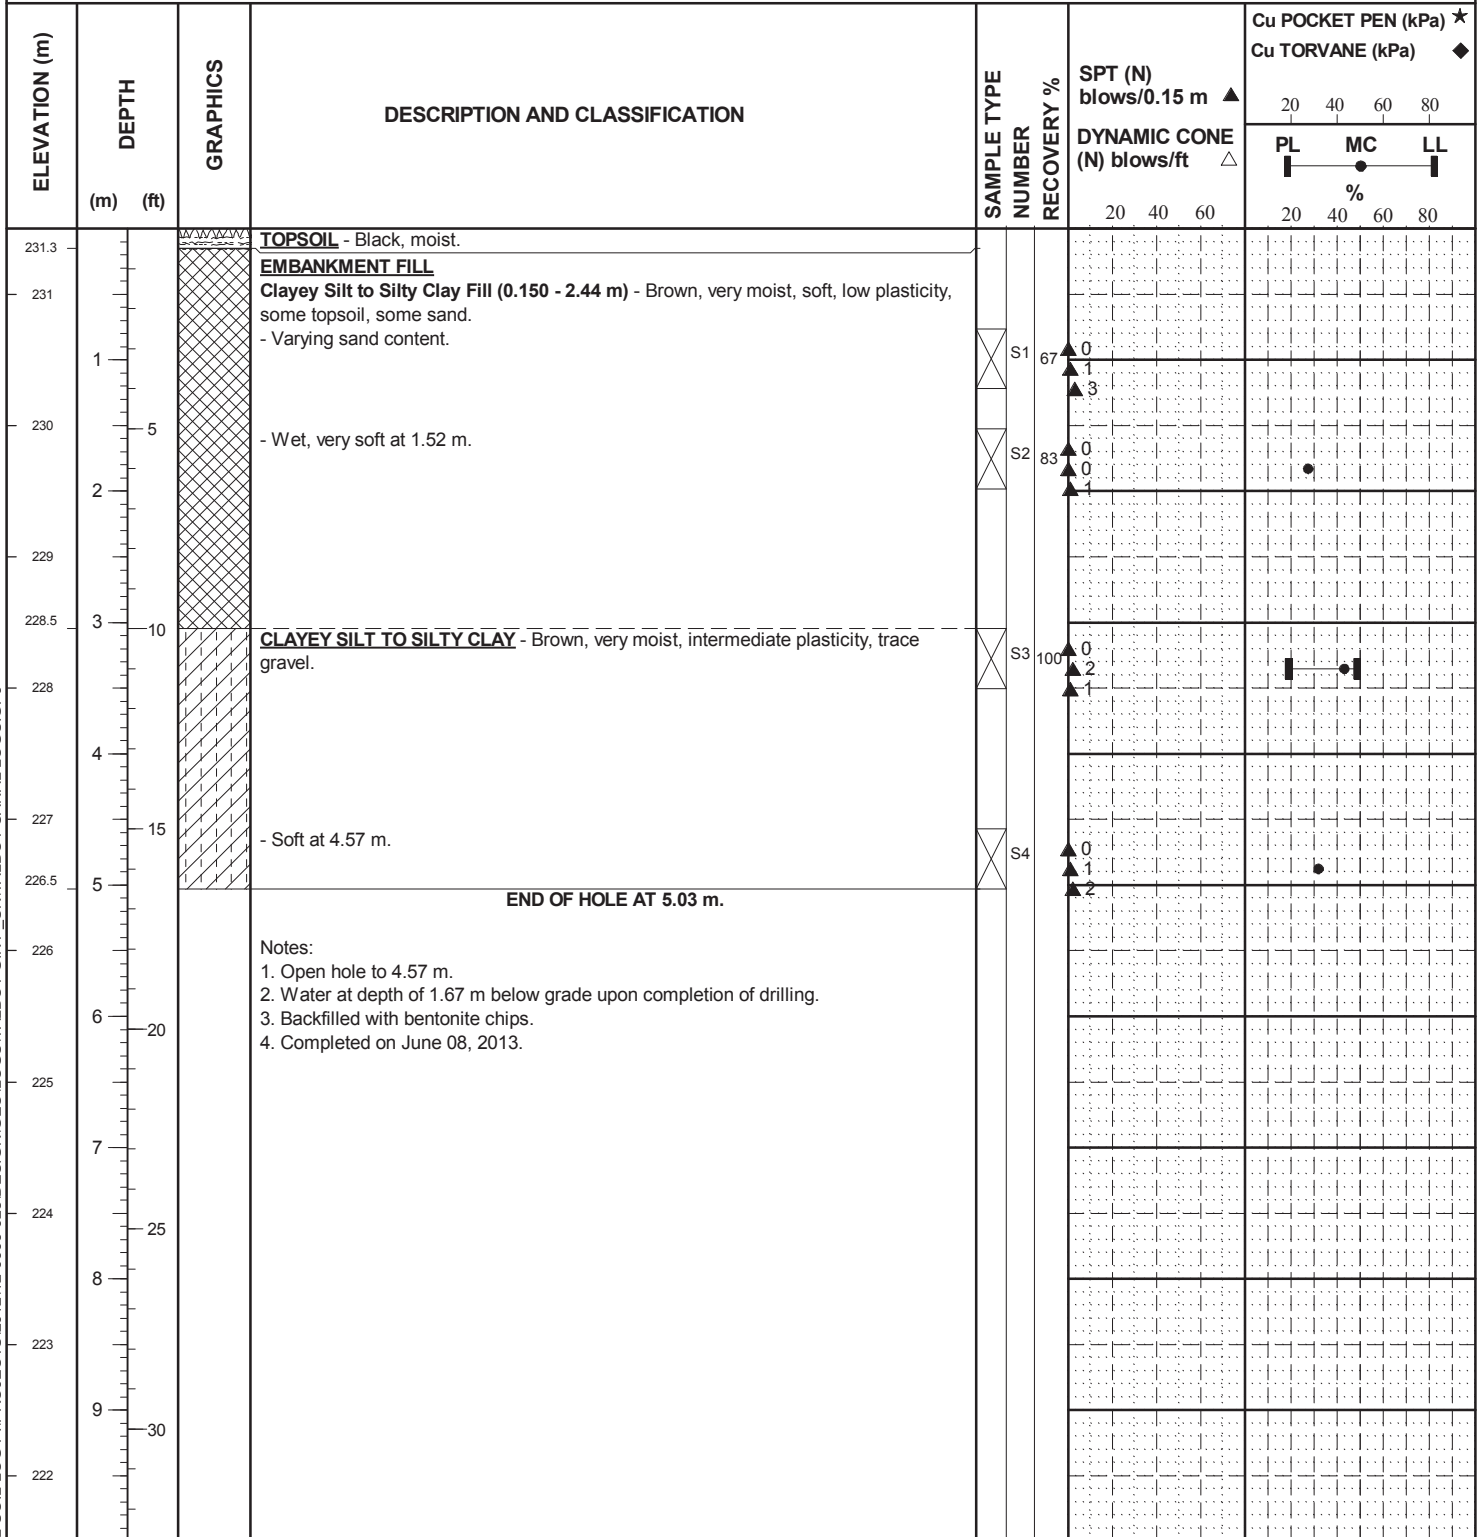 ELEVATION (m)
DEPTH
(m) (ft)
GRAPHICS
DESCRIPTION AND CLASSIFICATION
SAMPLE TYPE
NUMBER
RECOVERY %
SPT (N)
blows/0.15 m ▲
DYNAMIC CONE
(N) blows/ft △
20 40 60
Cu POCKET PEN (kPa) ★
Cu TORVANE (kPa) ◆
20 40 60 80
PL MC LL
%
20 40 60 80
TOPSOIL - Black, moist.
231.3
EMBANKMENT FILL
231
Clayey Silt to Silty Clay Fill (0.150 - 2.44 m) - Brown, very moist, soft, low plasticity,
some topsoil, some sand.
- Varying sand content.
1
S1 67
0
1
3
230
5
- Wet, very soft at 1.52 m.
S2 83
0
0
1
2
229
228.5
3
10
CLAYEY SILT TO SILTY CLAY - Brown, very moist, intermediate plasticity, trace
gravel.
S3 100
0
2
1
228
4
227
15
- Soft at 4.57 m.
S4
0
1
2
226.5
5
END OF HOLE AT 5.03 m.
226
Notes:
1. Open hole to 4.57 m.
2. Water at depth of 1.67 m below grade upon completion of drilling.
3. Backfilled with bentonite chips.
4. Completed on June 08, 2013.
6
20
225
7
224
25
8
223
9
30
222